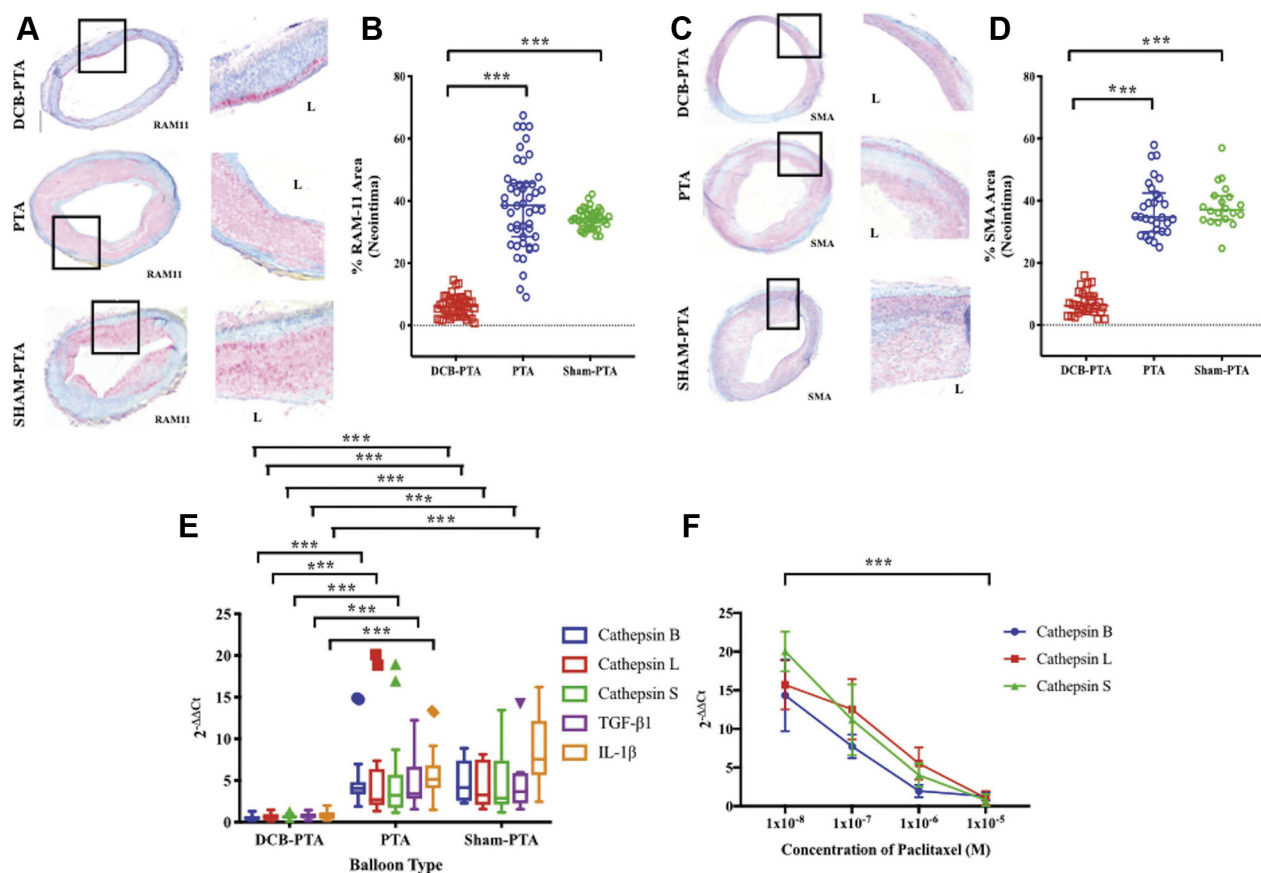 A
DCB-PTA
RAM11
L
PTA
RAM11
L
SHAM-PTA
RAM11
L
B
***
***
% RAM-11 Area
(Neointima)
80
60
40
20
0
DCB-PTA PTA Sham-PTA
C
DCB-PTA
SMA
L
PTA
SMA
L
SHAM-PTA
SMA
L
D
***
***
% SMA Area
(Neointima)
80
60
40
20
0
DCB-PTA PTA Sham-PTA
E
***
***
***
***
***
***
***
***
***
***
2^-ΔΔCt
25
20
15
10
5
0
DCB-PTA PTA Sham-PTA
Balloon Type
Cathepsin B
Cathepsin L
Cathepsin S
TGF-β1
IL-1β
F
***
2^-ΔΔCt
25
20
15
10
5
0
1x10^-8 1x10^-7 1x10^-6 1x10^-5
Concentration of Paclitaxel (M)
Cathepsin B
Cathepsin L
Cathepsin S